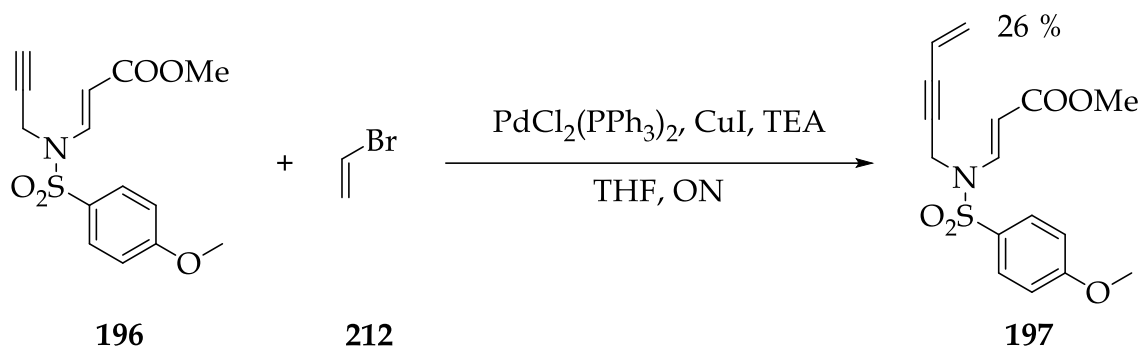 26 %
COOMe
N
O2S
O
+
Br
PdCl2(PPh3)2, CuI, TEA
THF, ON
COOMe
N
O2S
O
196
212
197